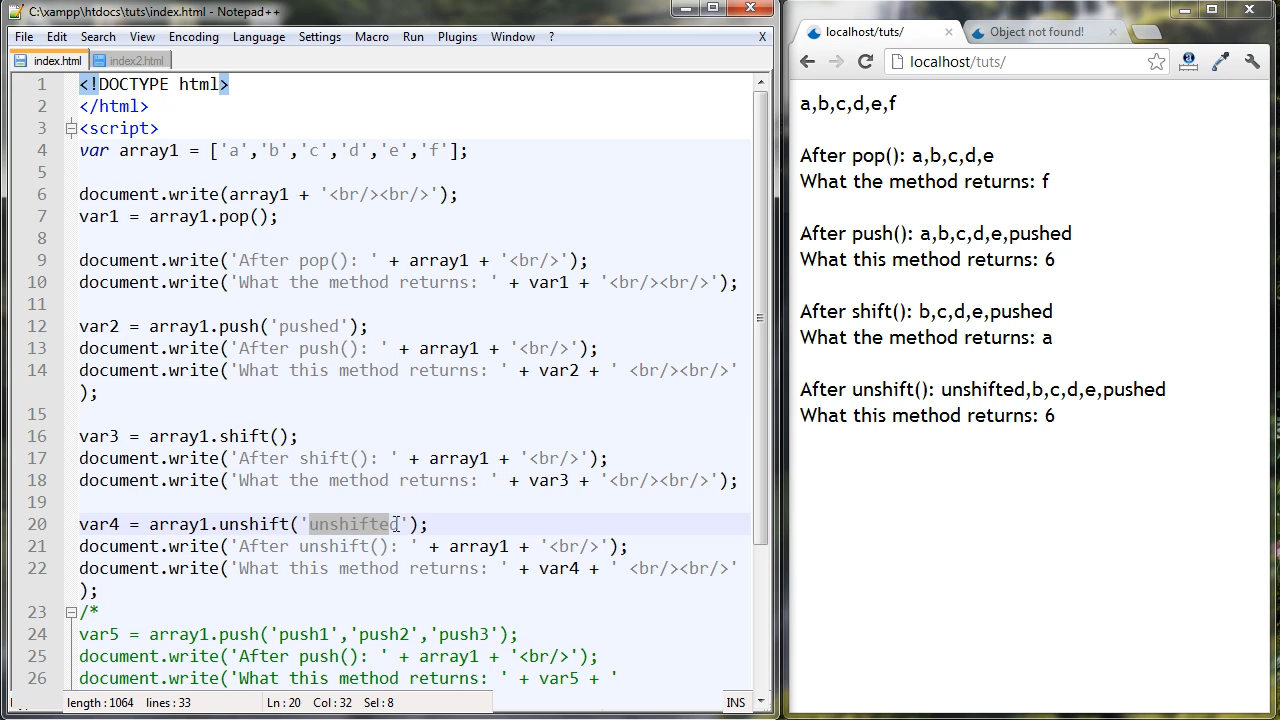 C:\xampp\htdocs\tuts\index.html - Notepad++
File Edit Search View Encoding Language Settings Macro Run Plugins Window ? X
index.html index2.html
1 <!DOCTYPE html>
2 </html>
3 <script>
4 var array1 = ['a','b','c','d','e','f'];
5
6 document.write(array1 + '<br/><br/>');
7 var1 = array1.pop();
8
9 document.write('After pop(): ' + array1 + '<br/>');
10 document.write('What the method returns: ' + var1 + '<br/><br/>');
11
12 var2 = array1.push('pushed');
13 document.write('After push(): ' + array1 + '<br/>');
14 document.write('What this method returns: ' + var2 + ' <br/><br/>'
);
15
16 var3 = array1.shift();
17 document.write('After shift(): ' + array1 + '<br/>');
18 document.write('What the method returns: ' + var3 + '<br/><br/>');
19
20 var4 = array1.unshift('unshifted');
21 document.write('After unshift(): ' + array1 + '<br/>');
22 document.write('What this method returns: ' + var4 + ' <br/><br/>'
);
23 /*
24 var5 = array1.push('push1','push2','push3');
25 document.write('After push(): ' + array1 + '<br/>');
26 document.write('What this method returns: ' + var5 + '
length : 1064 lines : 33 Ln : 20 Col : 32 Sel : 8 INS
localhost/tuts/ Object not found!
localhost/tuts/
a,b,c,d,e,f
After pop(): a,b,c,d,e
What the method returns: f
After push(): a,b,c,d,e,pushed
What this method returns: 6
After shift(): b,c,d,e,pushed
What the method returns: a
After unshift(): unshifted,b,c,d,e,pushed
What this method returns: 6